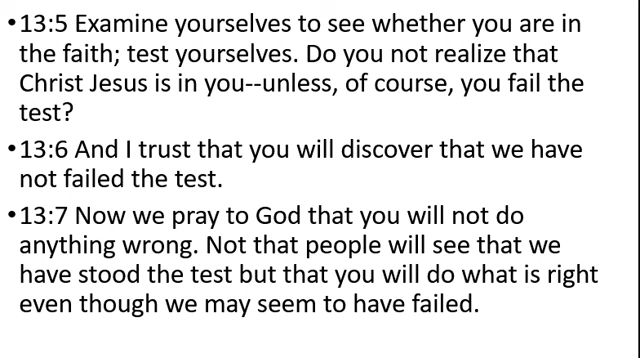 •13:5 Examine yourselves to see whether you are in
the faith; test yourselves. Do you not realize that
Christ Jesus is in you--unless, of course, you fail the
test?
•13:6 And I trust that you will discover that we have
not failed the test.
•13:7 Now we pray to God that you will not do
anything wrong. Not that people will see that we
have stood the test but that you will do what is right
even though we may seem to have failed.